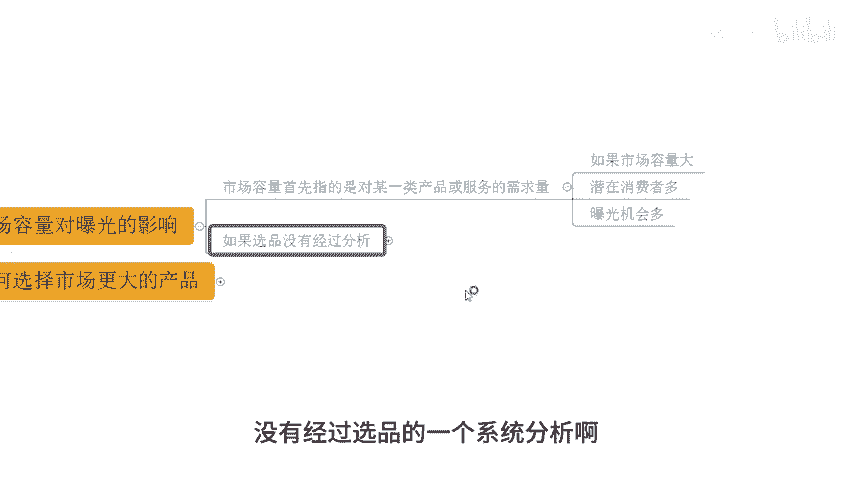 bilibili
如果市场容量大
市场容量首先指的是对某一类产品或服务的需求量
潜在消费者多
曝光机会多
场容量对曝光的影响
如果选品没有经过分析
何选择市场更大的产品
没有经过选品的一个系统分析啊